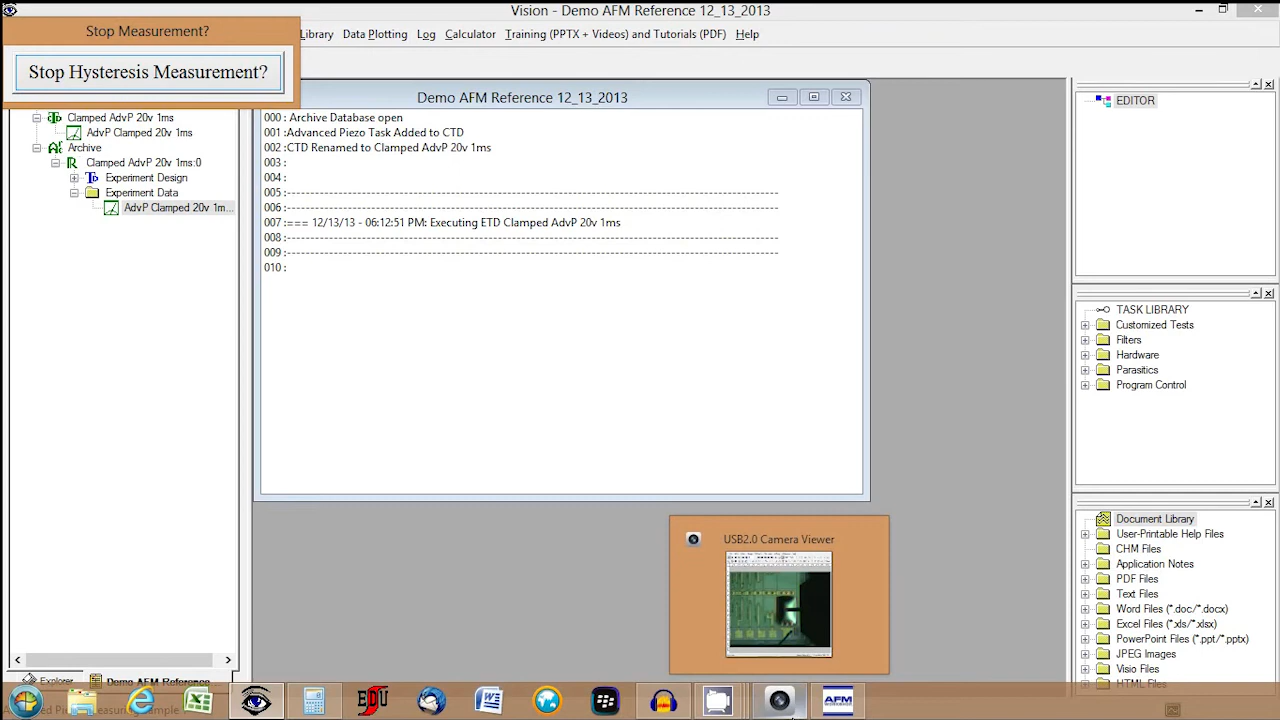 Vision - Demo AFM Reference 12_13_2013
Stop Measurement?
Library Data Plotting Log Calculator Training (PPTX + Videos) and Tutorials (PDF) Help
Stop Hysteresis Measurement?
Clamped AdvP 20v 1ms
AdvP Clamped 20v 1ms
Archive
Clamped AdvP 20v 1ms:0
Experiment Design
Experiment Data
AdvP Clamped 20v 1m...
Demo AFM Reference 12_13_2013
000 : Archive Database open
001 :Advanced Piezo Task Added to CTD
002 :CTD Renamed to Clamped AdvP 20v 1ms
003 :
004 :
005 :--------------------------------------------------------------------------------
006 :--------------------------------------------------------------------------------
007 :=== 12/13/13 - 06:12:51 PM: Executing ETD Clamped AdvP 20v 1ms
008 :--------------------------------------------------------------------------------
009 :--------------------------------------------------------------------------------
010 :
EDITOR
TASK LIBRARY
Customized Tests
Filters
Hardware
Parasitics
Program Control
Document Library
User-Printable Help Files
CHM Files
Application Notes
PDF Files
Text Files
Word Files (*.doc/*.docx)
Excel Files (*.xls/*.xlsx)
PowerPoint Files (*.ppt/*.pptx)
JPEG Images
Visio Files
HTML Files
USB2.0 Camera Viewer
Explorer
Demo AFM Reference
EDU
AFM